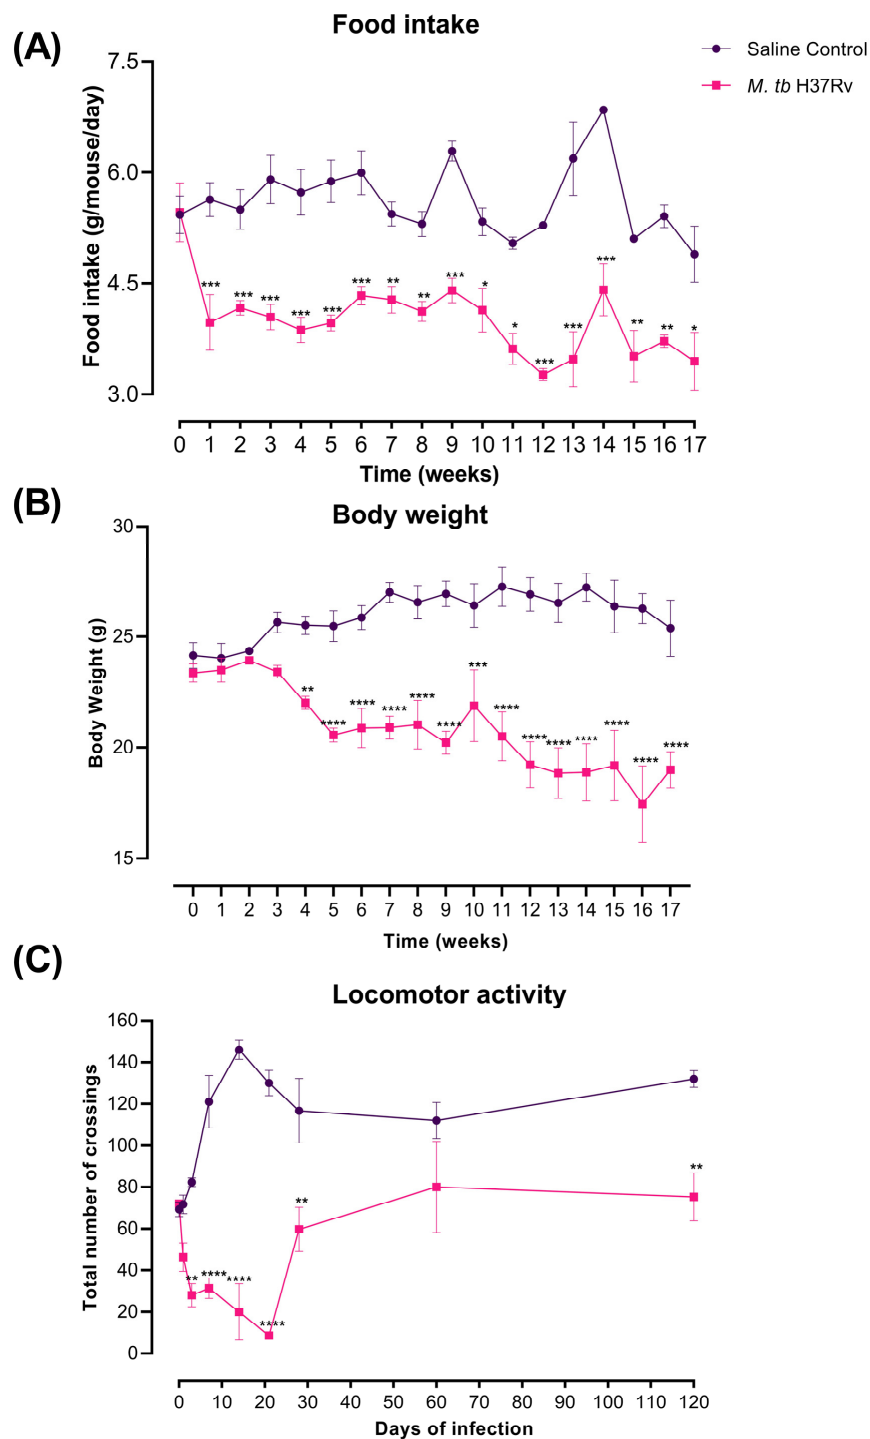 (A)
Food intake
Saline Control
M. tb H37Rv
Food intake (g/mouse/day)
7.5
6.0
4.5
3.0
*** *** *** *** *** *** ** ** *** * * *** *** *** ** ** *
0 1 2 3 4 5 6 7 8 9 10 11 12 13 14 15 16 17
Time (weeks)
(B)
Body weight
Body Weight (g)
30
25
20
15
** **** **** **** **** **** *** **** **** **** **** **** **** ****
0 1 2 3 4 5 6 7 8 9 10 11 12 13 14 15 16 17
Time (weeks)
(C)
Locomotor activity
Total number of crossings
160
140
120
100
80
60
40
20
0
** **** **** **** ** **
0 10 20 30 40 50 60 70 80 90 100 110 120
Days of infection